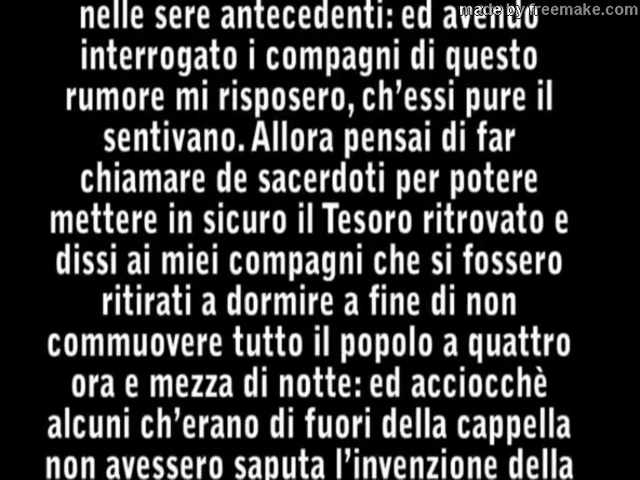 made by freemake.com
nelle sere antecedenti: ed avendo
interrogato i compagni di questo
rumore mi risposero, ch'essi pure il
sentivano. Allora pensai di far
chiamare de sacerdoti per potere
mettere in sicuro il Tesoro ritrovato e
dissi ai miei compagni che si fossero
ritirati a dormire a fine di non
commuovere tutto il popolo a quattro
ora e mezza di notte: ed acciocchè
alcuni ch'erano di fuori della cappella
non avessero saputa l'invenzione della